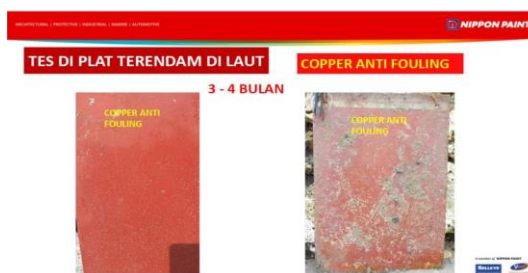 ARCHITECTURAL | PROTECTIVE | INDUSTRIAL | MARINE | AUTOMOTIVE
NIPPON PAINT
TES DI PLAT TERENDAM DI LAUT
COPPER ANTI FOULING
3 - 4 BULAN
COPPER ANTI
FOULING
COPPER ANTI
FOULING
SELLEYS